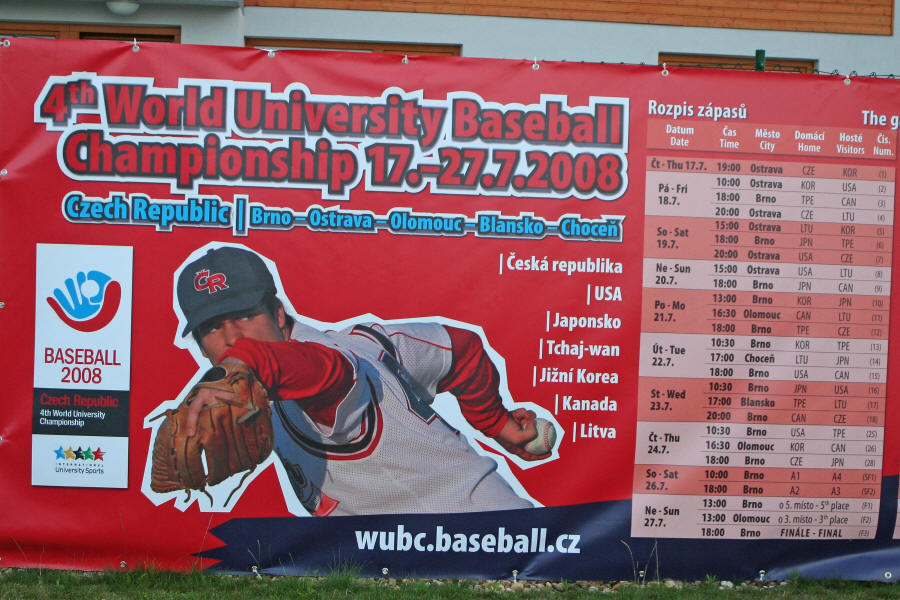 4th World University Baseball
Championship 17.-27.7.2008
Czech Republic | Brno – Ostrava – Olomouc – Blansko – Choceň
ČR
BASEBALL
2008
Czech Republic
4th World University
Championship
INTERNATIONAL
University Sports
| Česká republika
| USA
| Japonsko
| Tchaj-wan
| Jižní Korea
| Kanada
| Litva
wubc.baseball.cz
Rozpis zápasů The ga
Datum Čas Město Domácí Hosté Čís.
Date Time City Home Visitors Num.
Čt - Thu 17.7. 19:00 Ostrava CZE KOR (1)
Pá - Fri 18.7. 10:00 Ostrava KOR USA (2)
18:00 Brno TPE CAN (3)
20:00 Ostrava CZE LTU (4)
So - Sat 19.7. 15:00 Ostrava LTU KOR (5)
18:00 Brno JPN TPE (6)
20:00 Ostrava USA CZE (7)
Ne - Sun 20.7. 15:00 Ostrava USA LTU (8)
18:00 Brno JPN CAN (9)
Po - Mo 21.7. 13:00 Brno KOR JPN (10)
16:30 Olomouc CAN LTU (11)
18:00 Brno TPE CZE (12)
Út - Tue 22.7. 10:30 Brno KOR TPE (13)
17:00 Choceň LTU JPN (14)
18:00 Brno USA CAN (15)
St - Wed 23.7. 10:30 Brno JPN USA (16)
17:00 Blansko TPE LTU (17)
20:00 Brno CAN CZE (18)
Čt - Thu 24.7. 10:30 Brno USA TPE (25)
16:30 Olomouc KOR CAN (26)
18:00 Brno CZE JPN (28)
So - Sat 26.7. 10:00 Brno A1 A4 (SF1)
18:00 Brno A2 A3 (SF2)
Ne - Sun 27.7. 13:00 Brno o 5. místo - 5th place (F1)
13:00 Olomouc o 3. místo - 3th place (F2)
18:00 Brno FINÁLE - FINAL (F3)